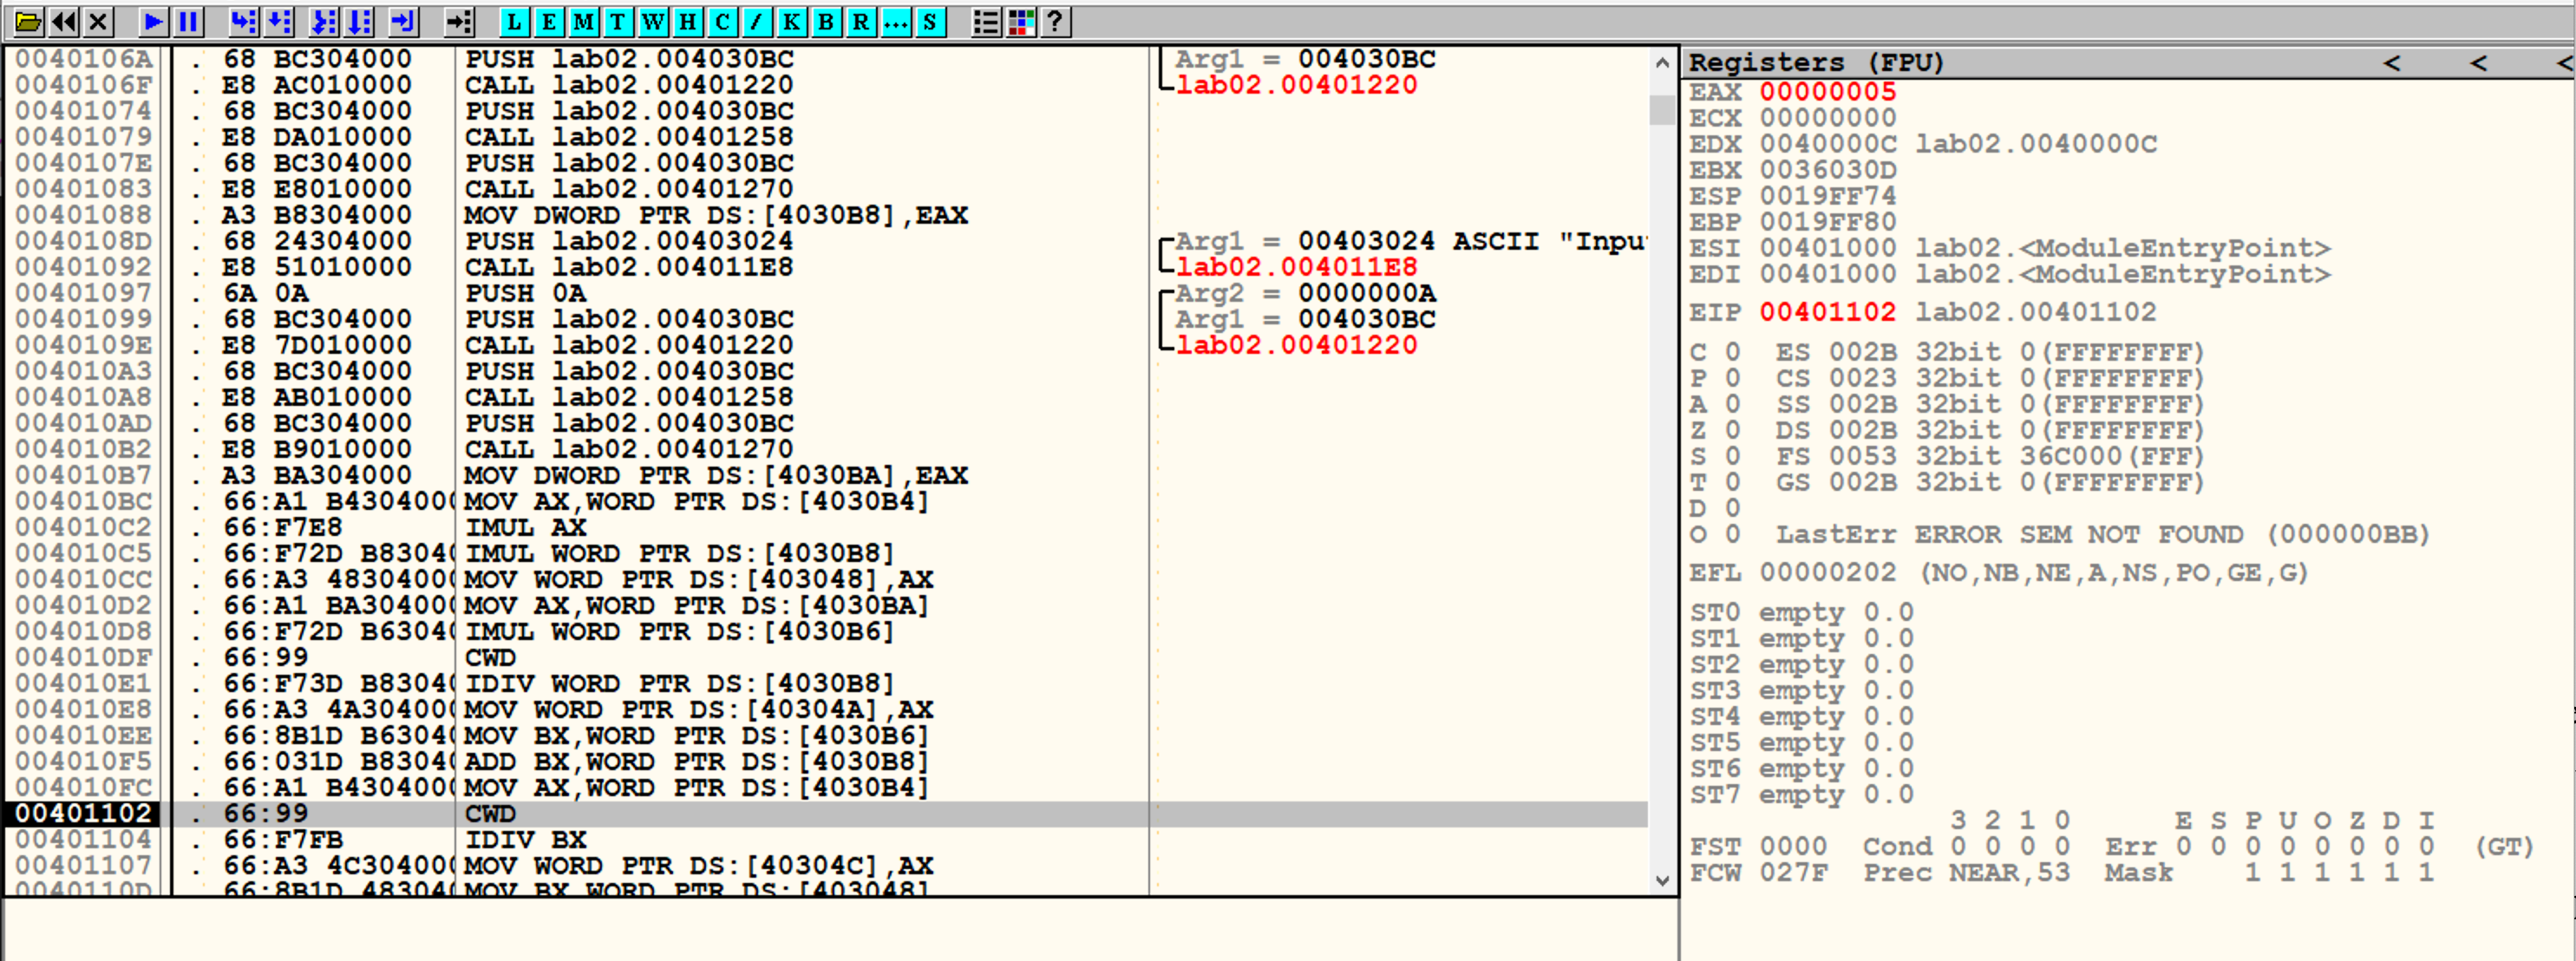 L E M T W H C / K B R ... S ?
0040106A . 68 BC304000 PUSH lab02.004030BC Arg1 = 004030BC
0040106F . E8 AC010000 CALL lab02.00401220 lab02.00401220
00401074 . 68 BC304000 PUSH lab02.004030BC
00401079 . E8 DA010000 CALL lab02.00401258
0040107E . 68 BC304000 PUSH lab02.004030BC
00401083 . E8 E8010000 CALL lab02.00401270
00401088 . A3 B8304000 MOV DWORD PTR DS:[4030B8],EAX
0040108D . 68 24304000 PUSH lab02.00403024 Arg1 = 00403024 ASCII "Inpu
00401092 . E8 51010000 CALL lab02.004011E8 lab02.004011E8
00401097 . 6A 0A PUSH 0A Arg2 = 0000000A
00401099 . 68 BC304000 PUSH lab02.004030BC Arg1 = 004030BC
0040109E . E8 7D010000 CALL lab02.00401220 lab02.00401220
004010A3 . 68 BC304000 PUSH lab02.004030BC
004010A8 . E8 AB010000 CALL lab02.00401258
004010AD . 68 BC304000 PUSH lab02.004030BC
004010B2 . E8 B9010000 CALL lab02.00401270
004010B7 . A3 BA304000 MOV DWORD PTR DS:[4030BA],EAX
004010BC . 66:A1 B4304000 MOV AX,WORD PTR DS:[4030B4]
004010C2 . 66:F7E8 IMUL AX
004010C5 . 66:F72D B83040 IMUL WORD PTR DS:[4030B8]
004010CC . 66:A3 48304000 MOV WORD PTR DS:[403048],AX
004010D2 . 66:A1 BA304000 MOV AX,WORD PTR DS:[4030BA]
004010D8 . 66:F72D B63040 IMUL WORD PTR DS:[4030B6]
004010DF . 66:99 CWD
004010E1 . 66:F73D B83040 IDIV WORD PTR DS:[4030B8]
004010E8 . 66:A3 4A304000 MOV WORD PTR DS:[40304A],AX
004010EE . 66:8B1D B63040 MOV BX,WORD PTR DS:[4030B6]
004010F5 . 66:031D B83040 ADD BX,WORD PTR DS:[4030B8]
004010FC . 66:A1 B4304000 MOV AX,WORD PTR DS:[4030B4]
00401102 . 66:99 CWD
00401104 . 66:F7FB IDIV BX
00401107 . 66:A3 4C304000 MOV WORD PTR DS:[40304C],AX
0040110D . 66:8B1D 483040 MOV BX,WORD PTR DS:[403048]
Registers (FPU) < < <
EAX 00000005
ECX 00000000
EDX 0040000C lab02.0040000C
EBX 0036030D
ESP 0019FF74
EBP 0019FF80
ESI 00401000 lab02.<ModuleEntryPoint>
EDI 00401000 lab02.<ModuleEntryPoint>
EIP 00401102 lab02.00401102
C 0 ES 002B 32bit 0(FFFFFFFF)
P 0 CS 0023 32bit 0(FFFFFFFF)
A 0 SS 002B 32bit 0(FFFFFFFF)
Z 0 DS 002B 32bit 0(FFFFFFFF)
S 0 FS 0053 32bit 36C000(FFF)
T 0 GS 002B 32bit 0(FFFFFFFF)
D 0
O 0 LastErr ERROR SEM NOT FOUND (000000BB)
EFL 00000202 (NO,NB,NE,A,NS,PO,GE,G)
ST0 empty 0.0
ST1 empty 0.0
ST2 empty 0.0
ST3 empty 0.0
ST4 empty 0.0
ST5 empty 0.0
ST6 empty 0.0
ST7 empty 0.0
3 2 1 0 E S P U O Z D I
FST 0000 Cond 0 0 0 0 Err 0 0 0 0 0 0 0 0 (GT)
FCW 027F Prec NEAR,53 Mask 1 1 1 1 1 1